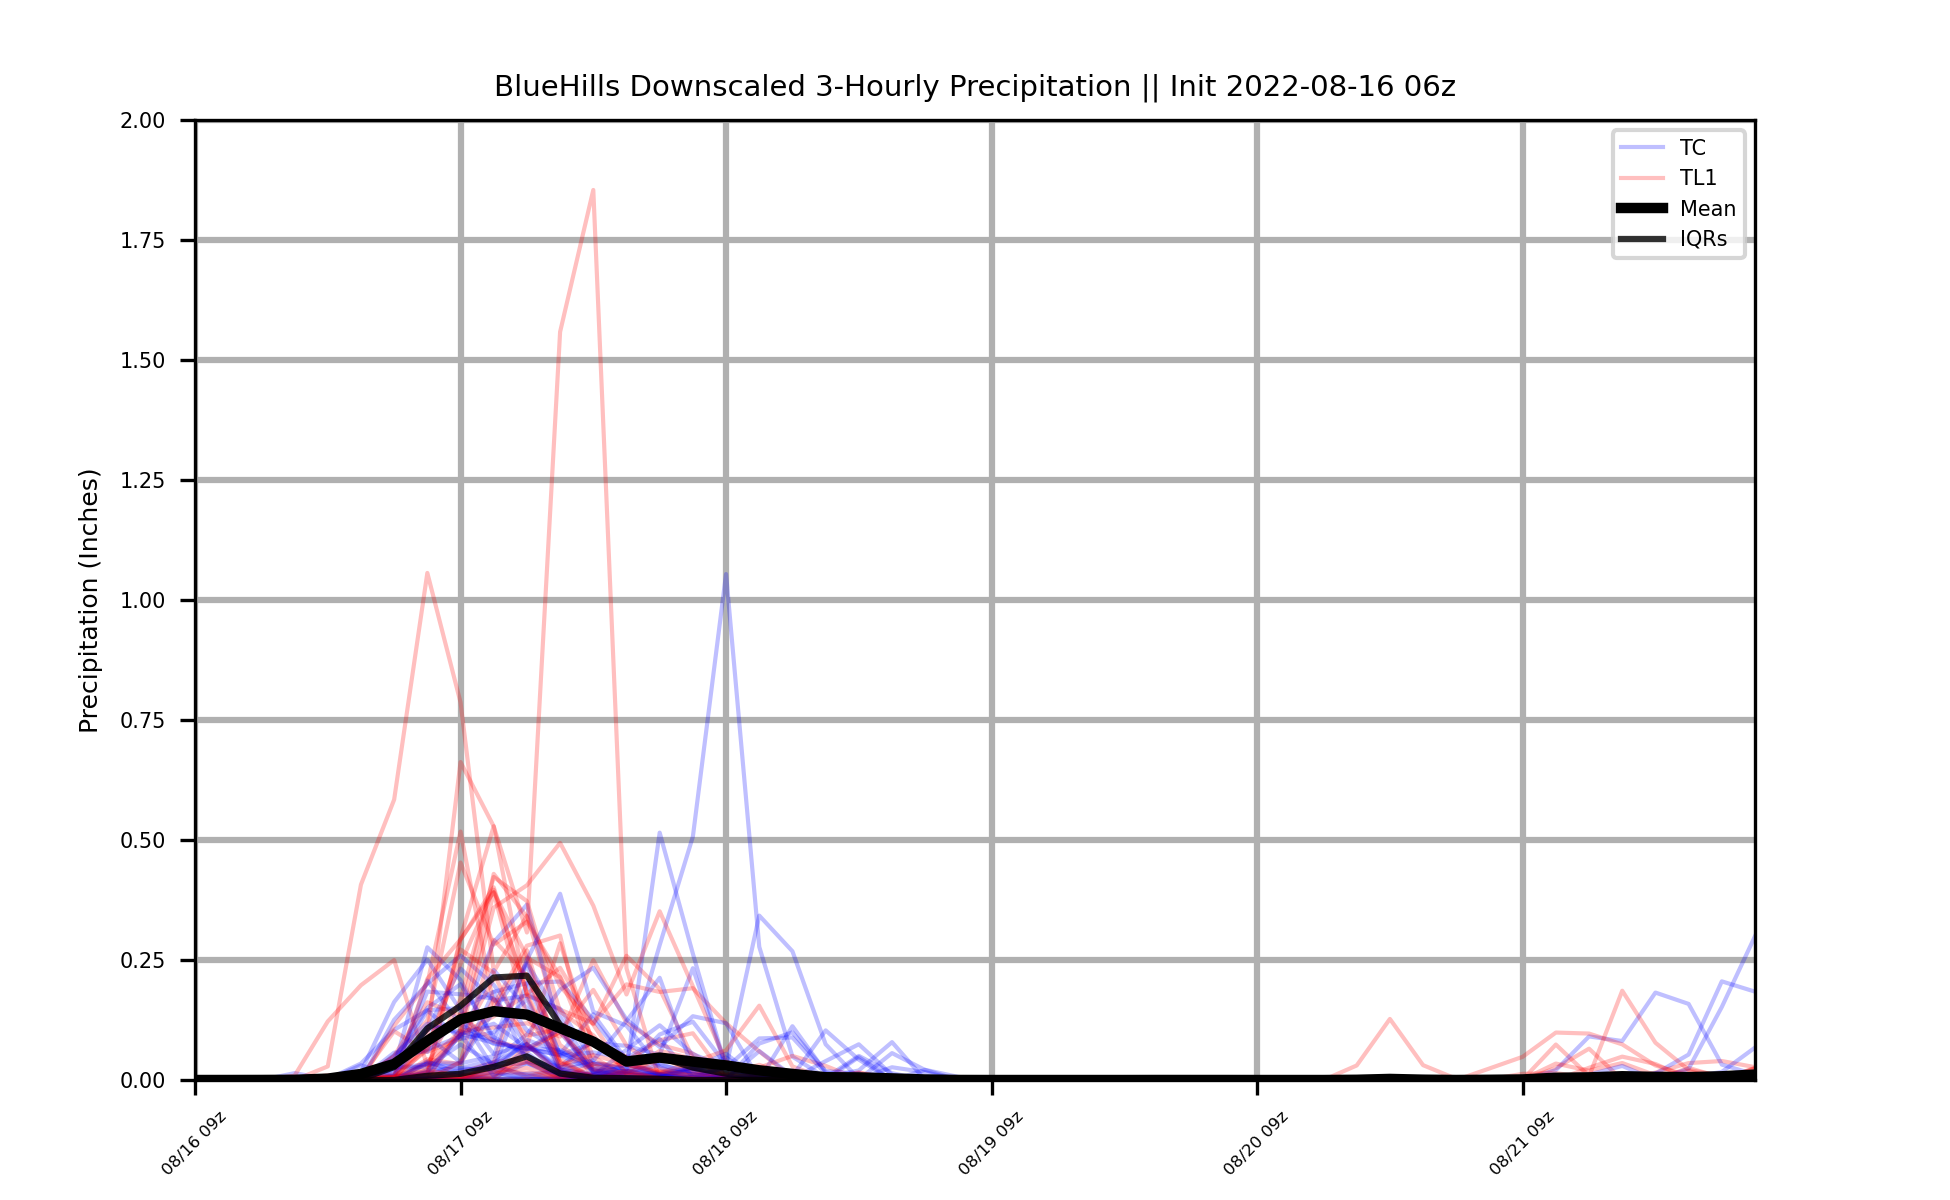 BlueHills Downscaled 3-Hourly Precipitation || Init 2022-08-16 06z
TC
TL1
Mean
IQRs
Precipitation (Inches)
2.00
1.75
1.50
1.25
1.00
0.75
0.50
0.25
0.00
08/16 09z
08/17 09z
08/18 09z
08/19 09z
08/20 09z
08/21 09z